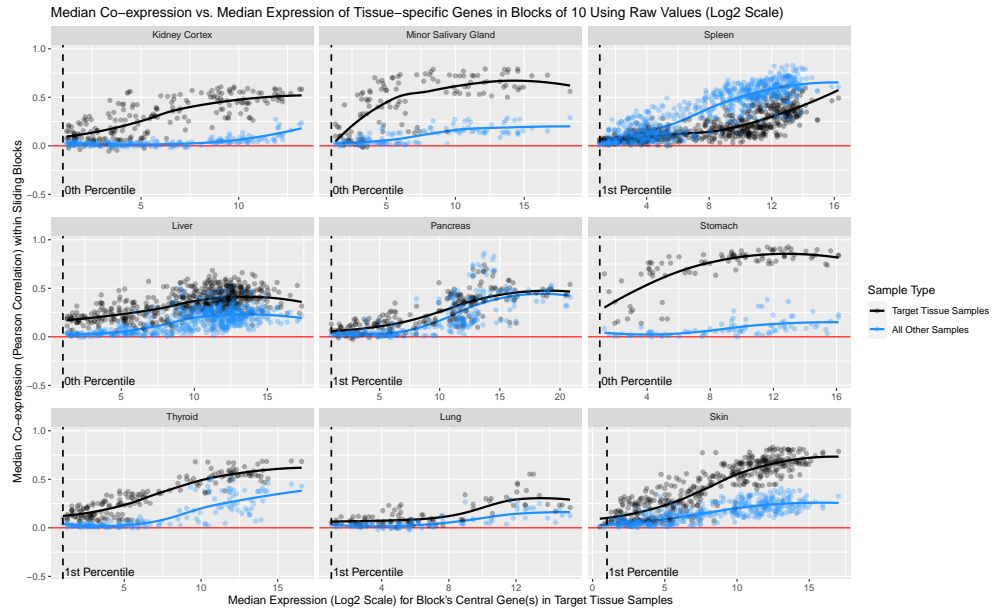 Median Co−expression vs. Median Expression of Tissue−specific Genes in Blocks of 10 Using Raw Values (Log2 Scale)
Median Co−expression (Pearson Correlation) within Sliding Blocks
Kidney Cortex
Minor Salivary Gland
Spleen
1.0
0.5
0.0
−0.5
0th Percentile
0th Percentile
1st Percentile
5 10
5 10 15
4 8 12 16
Liver
Pancreas
Stomach
1.0
0.5
0.0
−0.5
0th Percentile
1st Percentile
0th Percentile
5 10 15
5 10 15 20
4 8 12 16
Thyroid
Lung
Skin
1.0
0.5
0.0
−0.5
1st Percentile
1st Percentile
1st Percentile
5 10 15
4 8 12
0 5 10 15
Median Expression (Log2 Scale) for Block's Central Gene(s) in Target Tissue Samples
Sample Type
Target Tissue Samples
All Other Samples